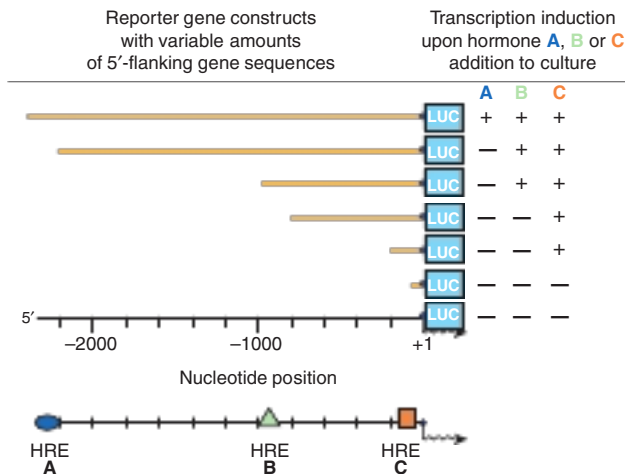 Reporter gene constructs
with variable amounts
of 5′-flanking gene sequences
Transcription induction
upon hormone A, B or C
addition to culture
A B C
LUC + + +
LUC — + +
LUC — + +
LUC — — +
LUC — — +
LUC — — —
5′ LUC — — —
–2000 –1000 +1
Nucleotide position
HRE HRE HRE
A B C